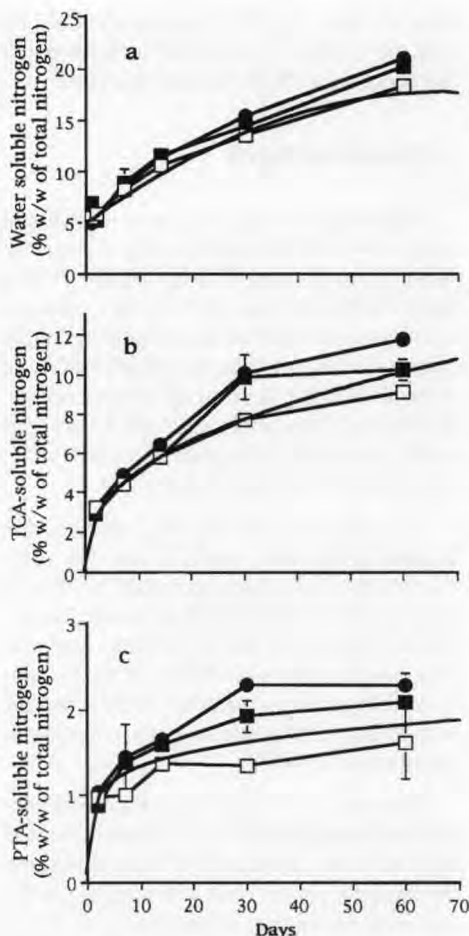 a
Water soluble nitrogen
(% w/w of total nitrogen)
25
20
15
10
5
0
b
TCA-soluble nitrogen
(% w/w of total nitrogen)
12
10
8
6
4
2
0
c
PTA-soluble nitrogen
(% w/w of total nitrogen)
3
2
1
0
0 10 20 30 40 50 60 70
Days